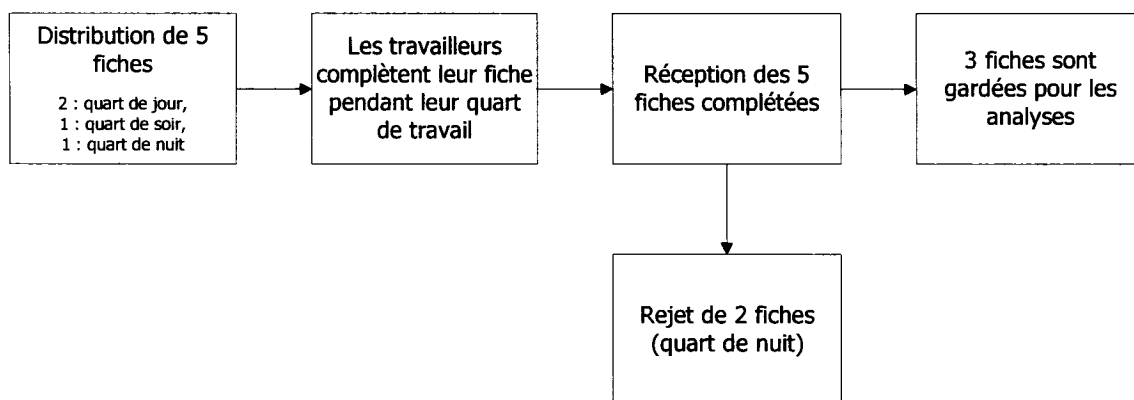 Distribution de 5
fiches
2 : quart de jour,
1 : quart de soir,
1 : quart de nuit
Les travailleurs
complètent leur fiche
pendant leur quart
de travail
Réception des 5
fiches complétées
3 fiches sont
gardées pour les
analyses
Rejet de 2 fiches
(quart de nuit)